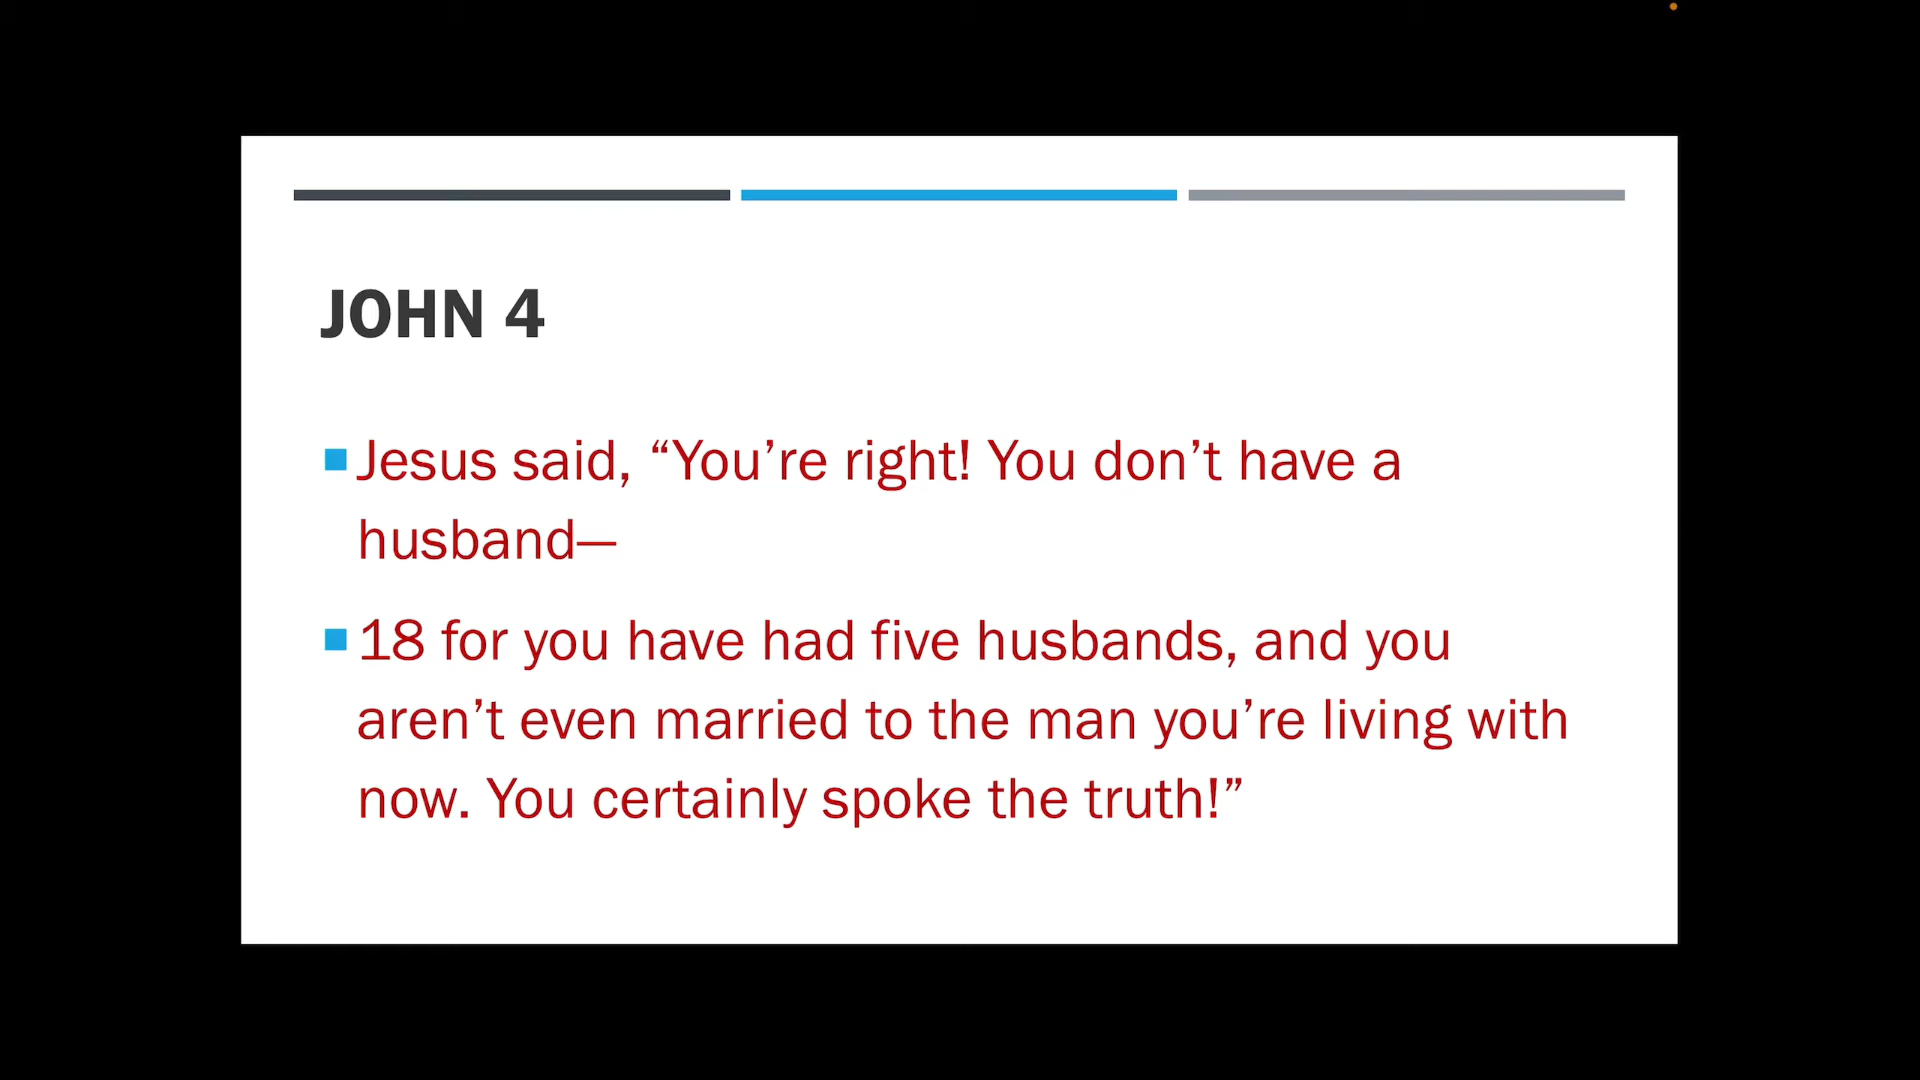 JOHN 4
Jesus said, “You’re right! You don’t have a
husband—
18 for you have had five husbands, and you
aren’t even married to the man you’re living with
now. You certainly spoke the truth!”